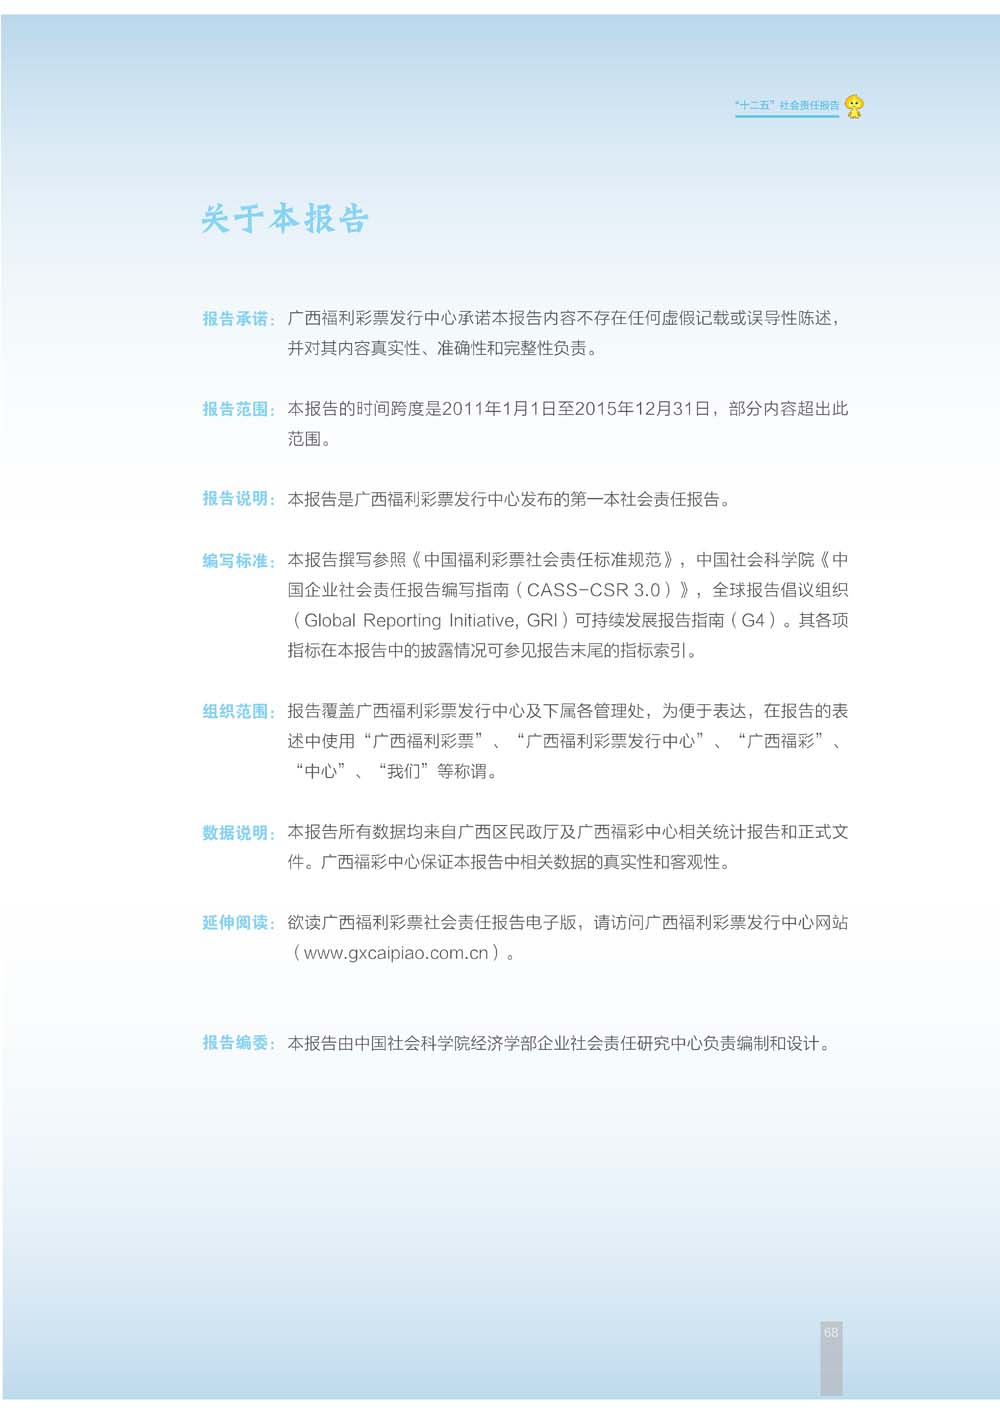 “十二五”社会责任报告
关于本报告
报告承诺：广西福利彩票发行中心承诺本报告内容不存在任何虚假记载或误导性陈述，
并对其内容真实性、准确性和完整性负责。
报告范围：本报告的时间跨度是2011年1月1日至2015年12月31日，部分内容超出此
范围。
报告说明：本报告是广西福利彩票发行中心发布的第一本社会责任报告。
编写标准：本报告撰写参照《中国福利彩票社会责任标准规范》，中国社会科学院《中
国企业社会责任报告编写指南（CASS-CSR 3.0）》，全球报告倡议组织
（Global Reporting Initiative, GRI）可持续发展报告指南（G4）。其各项
指标在本报告中的披露情况可参见报告末尾的指标索引。
组织范围：报告覆盖广西福利彩票发行中心及下属各管理处，为便于表达，在报告的表
述中使用“广西福利彩票”、“广西福利彩票发行中心”、“广西福彩”、
“中心”、“我们”等称谓。
数据说明：本报告所有数据均来自广西区民政厅及广西福彩中心相关统计报告和正式文
件。广西福彩中心保证本报告中相关数据的真实性和客观性。
延伸阅读：欲读广西福利彩票社会责任报告电子版，请访问广西福利彩票发行中心网站
（www.gxcaipiao.com.cn）。
报告编委：本报告由中国社会科学院经济学部企业社会责任研究中心负责编制和设计。
68